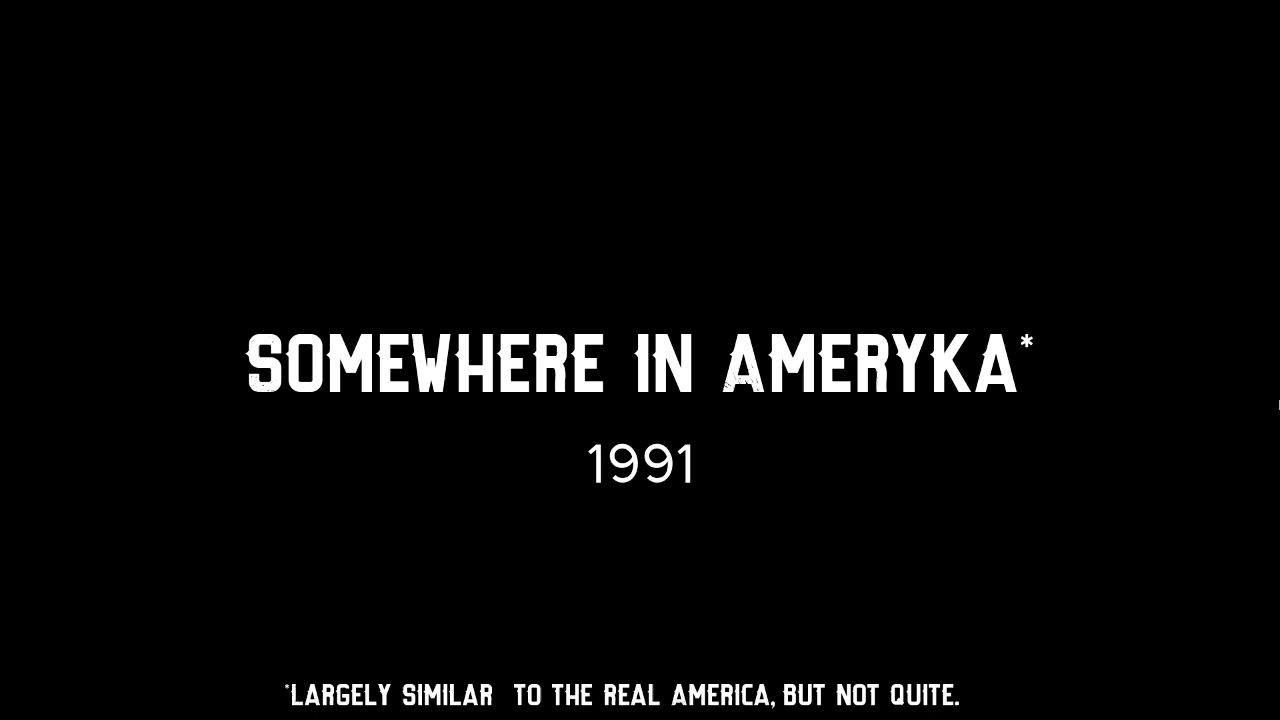 SOMEWHERE IN AMERYKA*
1991
*LARGELY SIMILAR TO THE REAL AMERICA, BUT NOT QUITE.